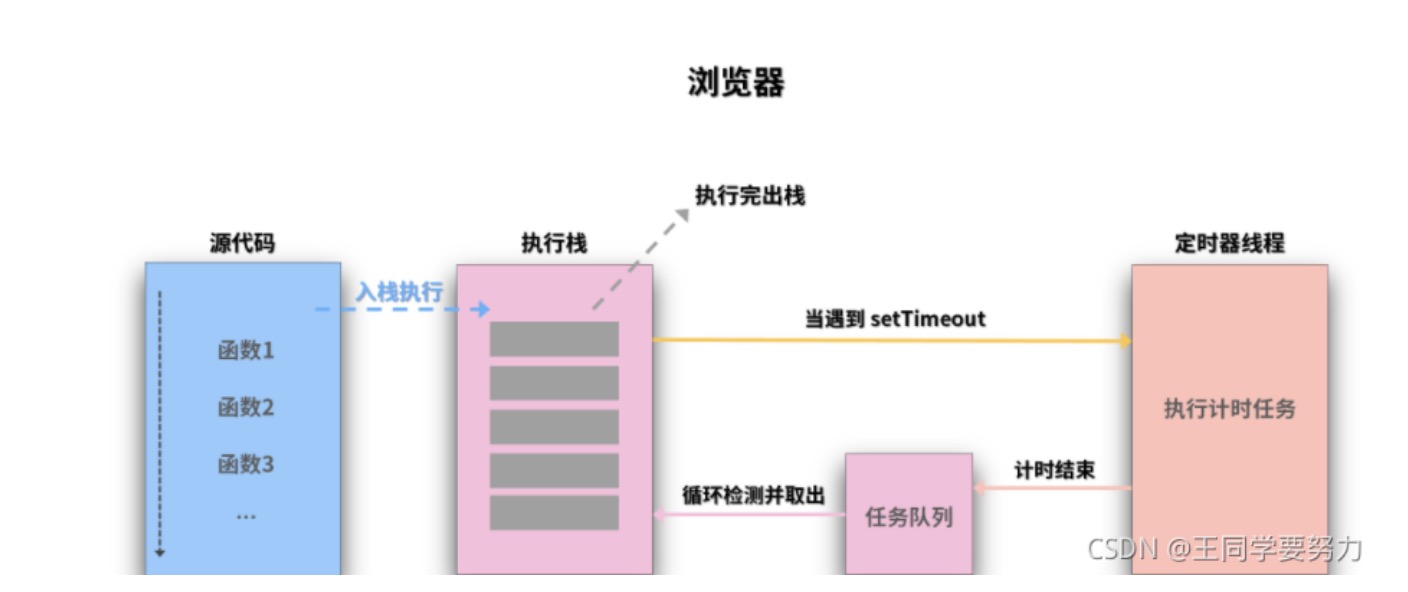 浏览器
执行完出栈
源代码
执行栈
定时器线程
入栈执行
当遇到 setTimeout
函数1
函数2
函数3
...
执行计时任务
计时结束
循环检测并取出
任务队列
CSDN @王同学要努力